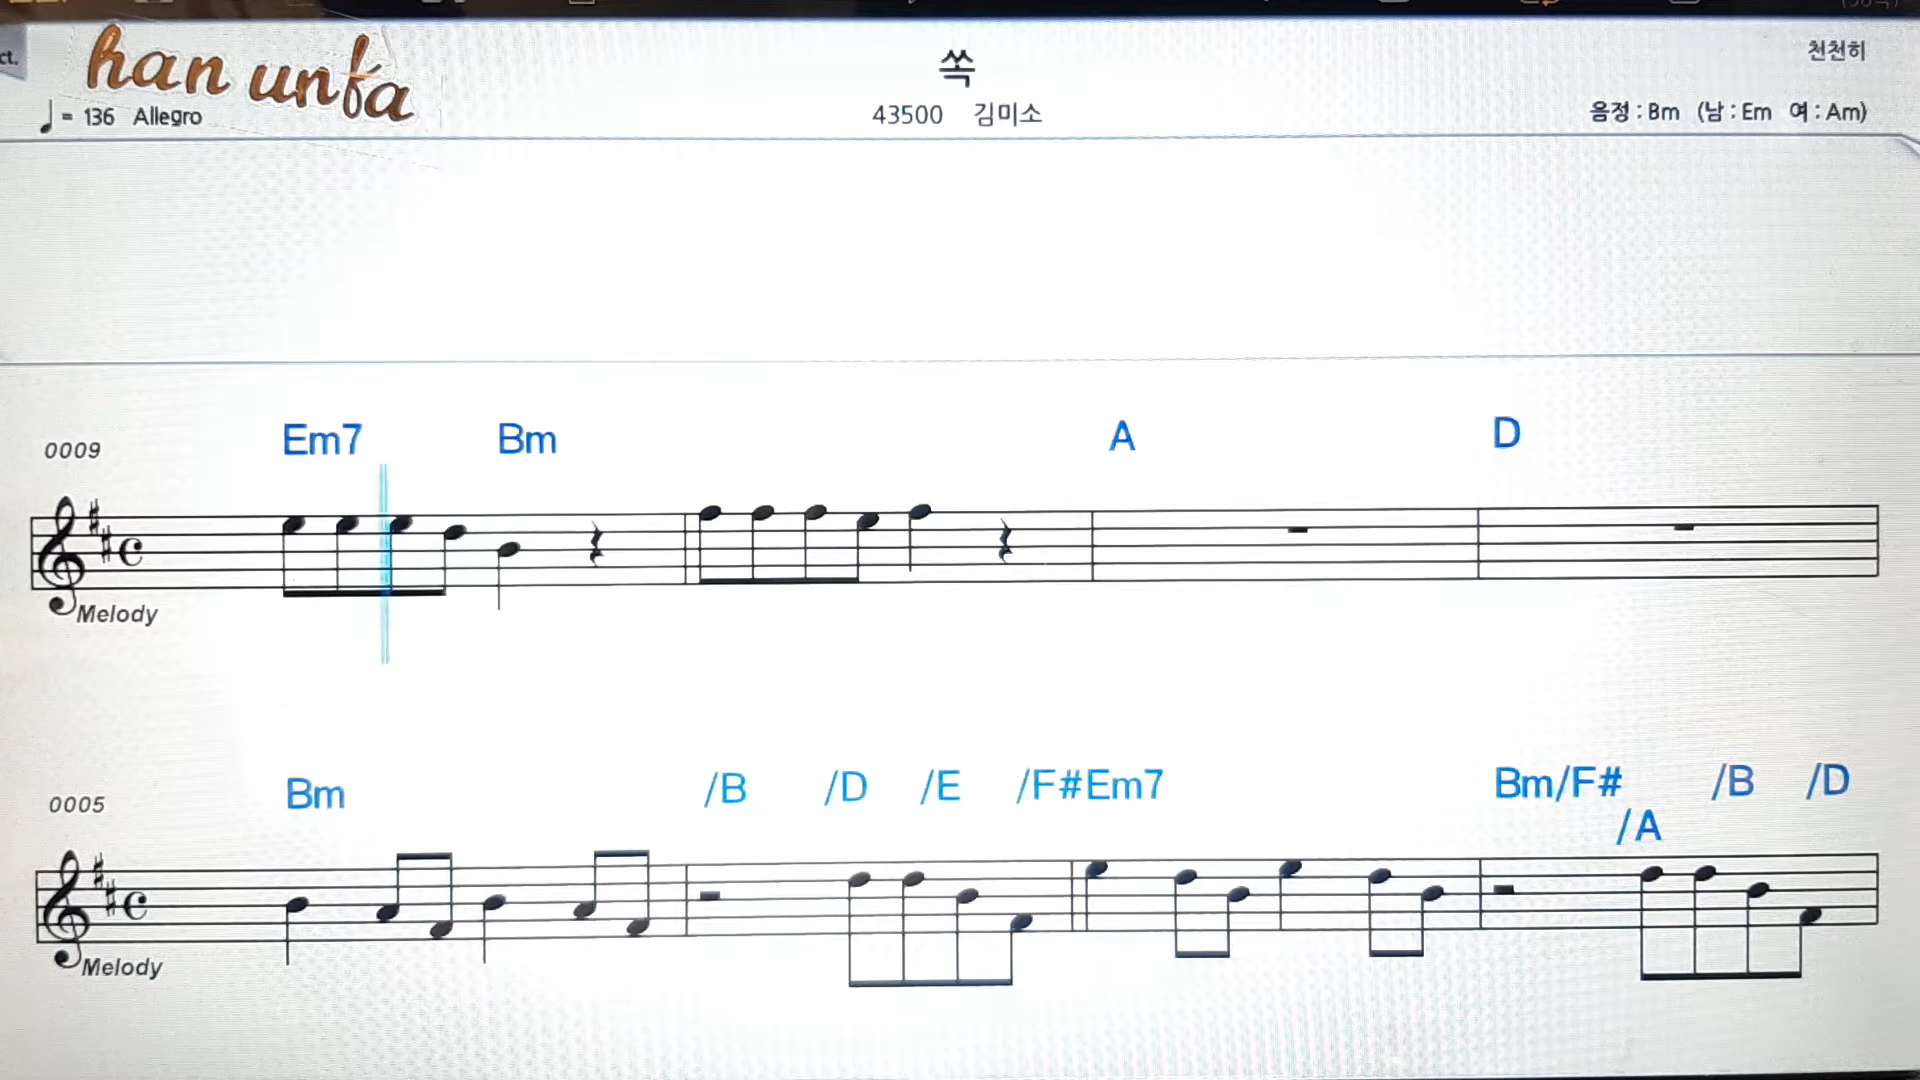 ct.
han unfa
쏙
천천히
♩= 136 Allegro
43500 김미소
음정 : Bm (남 : Em 여 : Am)
Em7 Bm A D
0009
Melody
Bm /B /D /E /F#Em7 Bm/F# /B /D
/A
0005
Melody